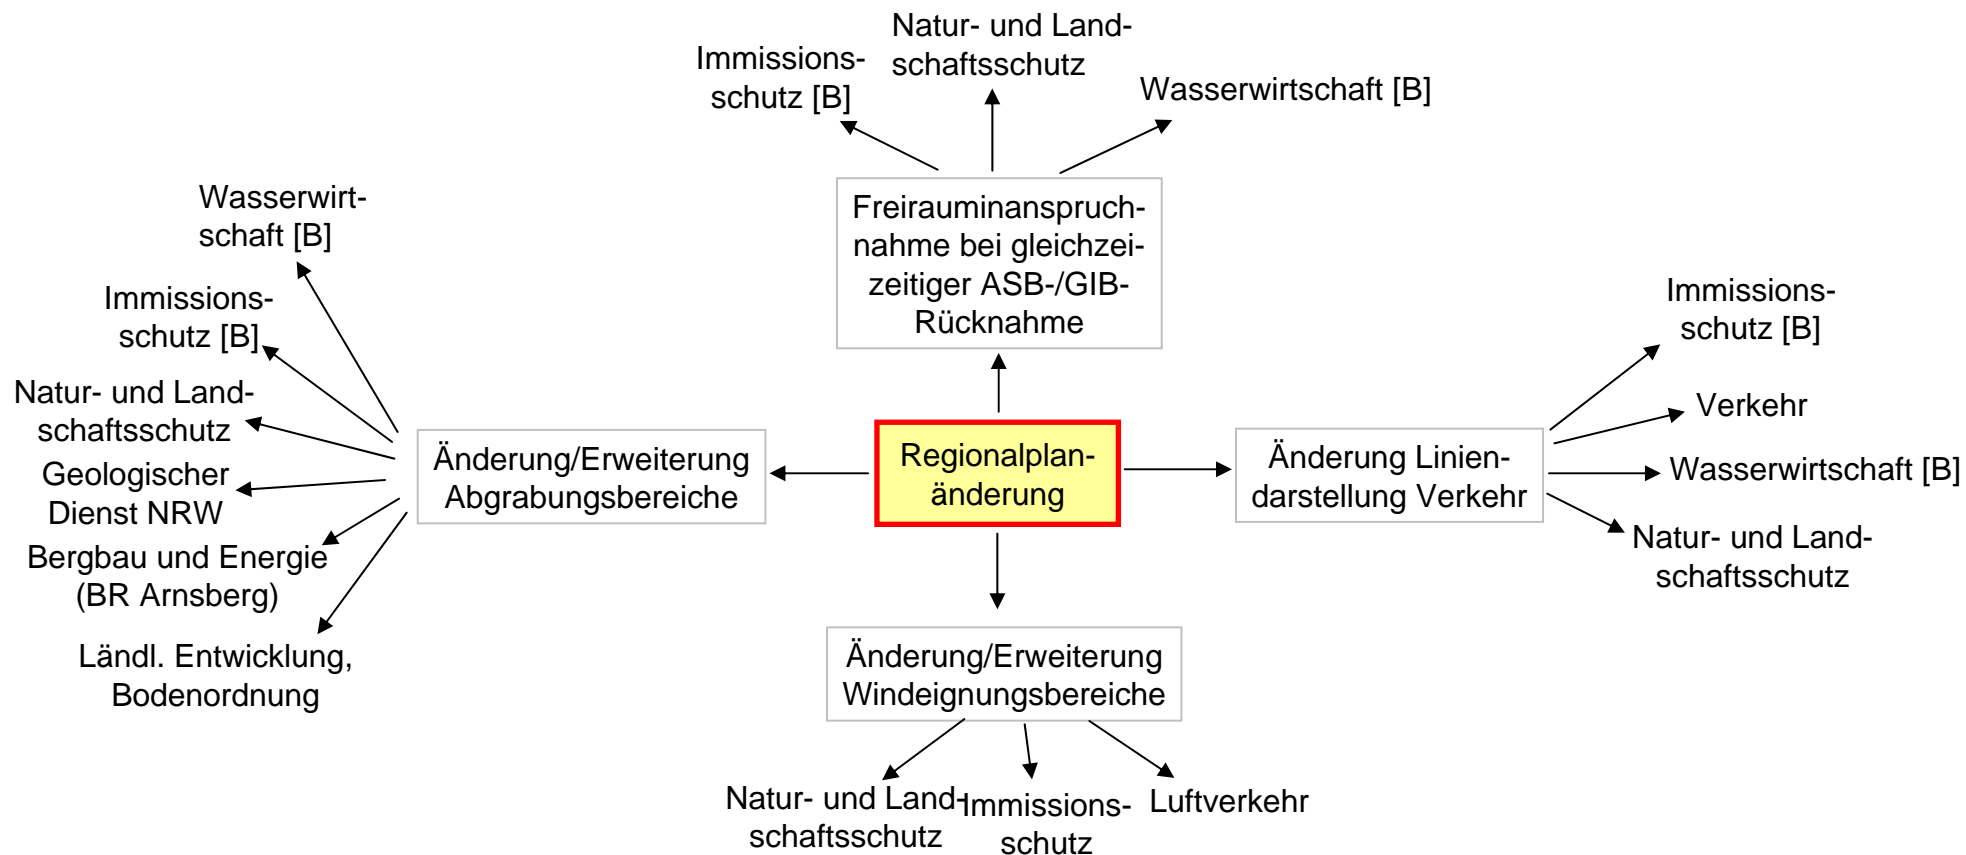 Natur- und Land-
schaftsschutz
Immissions-
schutz [B]
Wasserwirtschaft [B]
Freirauminanspruch-
nahme bei gleichzei-
zeitiger ASB-/GIB-
Rücknahme
Wasserwirt-
schaft [B]
Immissions-
schutz [B]
Natur- und Land-
schaftsschutz
Geologischer
Dienst NRW
Bergbau und Energie
(BR Arnsberg)
Ländl. Entwicklung,
Bodenordnung
Änderung/Erweiterung
Abgrabungsbereiche
Regionalplan-
änderung
Änderung Linien-
darstellung Verkehr
Immissions-
schutz [B]
Verkehr
Wasserwirtschaft [B]
Natur- und Land-
schaftsschutz
Änderung/Erweiterung
Windeignungsbereiche
Natur- und Land-
schaftsschutz
Immissions-
schutz
Luftverkehr